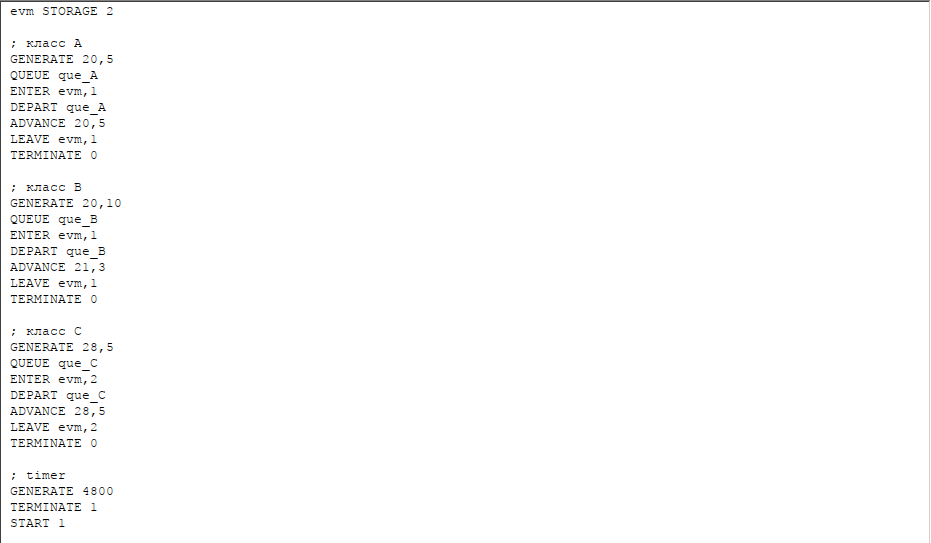 evm STORAGE 2
; класс A
GENERATE 20,5
QUEUE que_A
ENTER evm,1
DEPART que_A
ADVANCE 20,5
LEAVE evm,1
TERMINATE 0
; класс B
GENERATE 20,10
QUEUE que_B
ENTER evm,1
DEPART que_B
ADVANCE 21,3
LEAVE evm,1
TERMINATE 0
; класс C
GENERATE 28,5
QUEUE que_C
ENTER evm,2
DEPART que_C
ADVANCE 28,5
LEAVE evm,2
TERMINATE 0
; timer
GENERATE 4800
TERMINATE 1
START 1